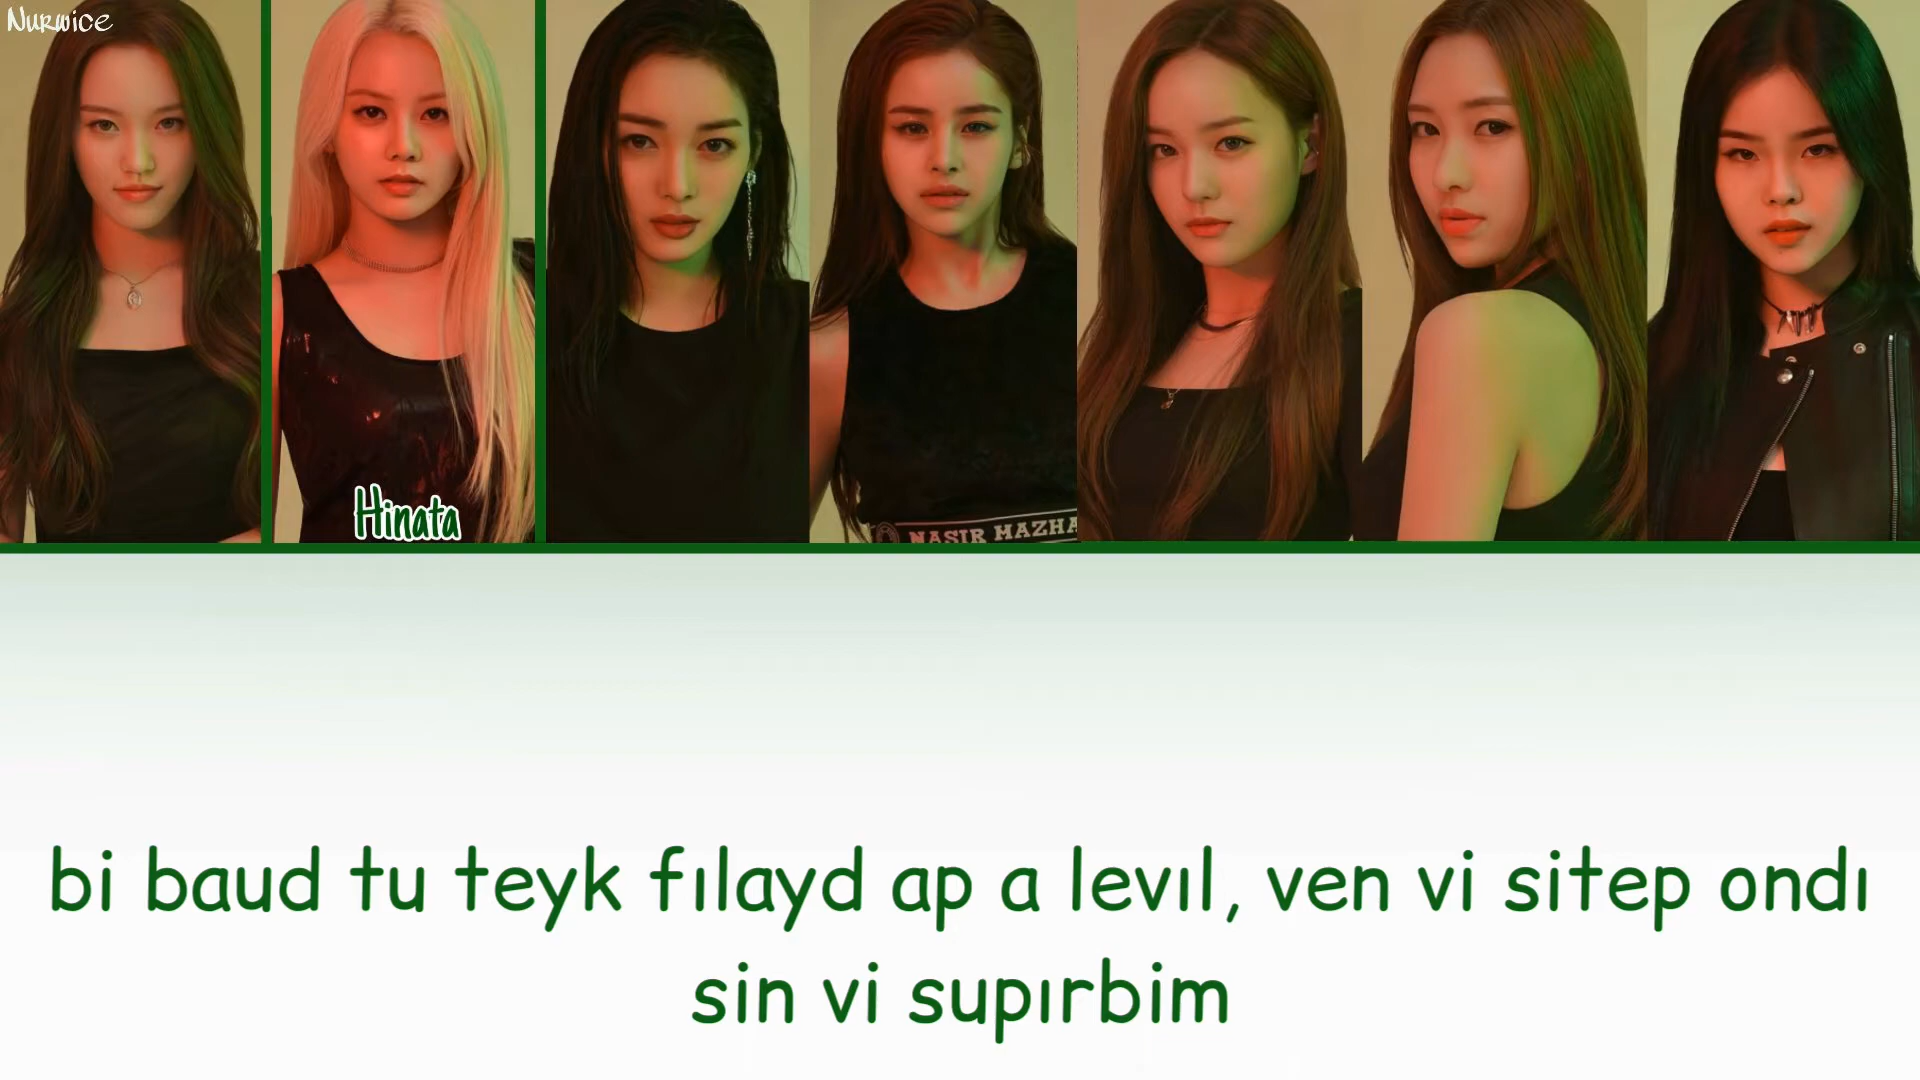 Nurwice
Hinata
NASIR MAZHA
bi baud tu teyk fılayd ap a levıl, ven vi sitep ondı
sin vi supırbim